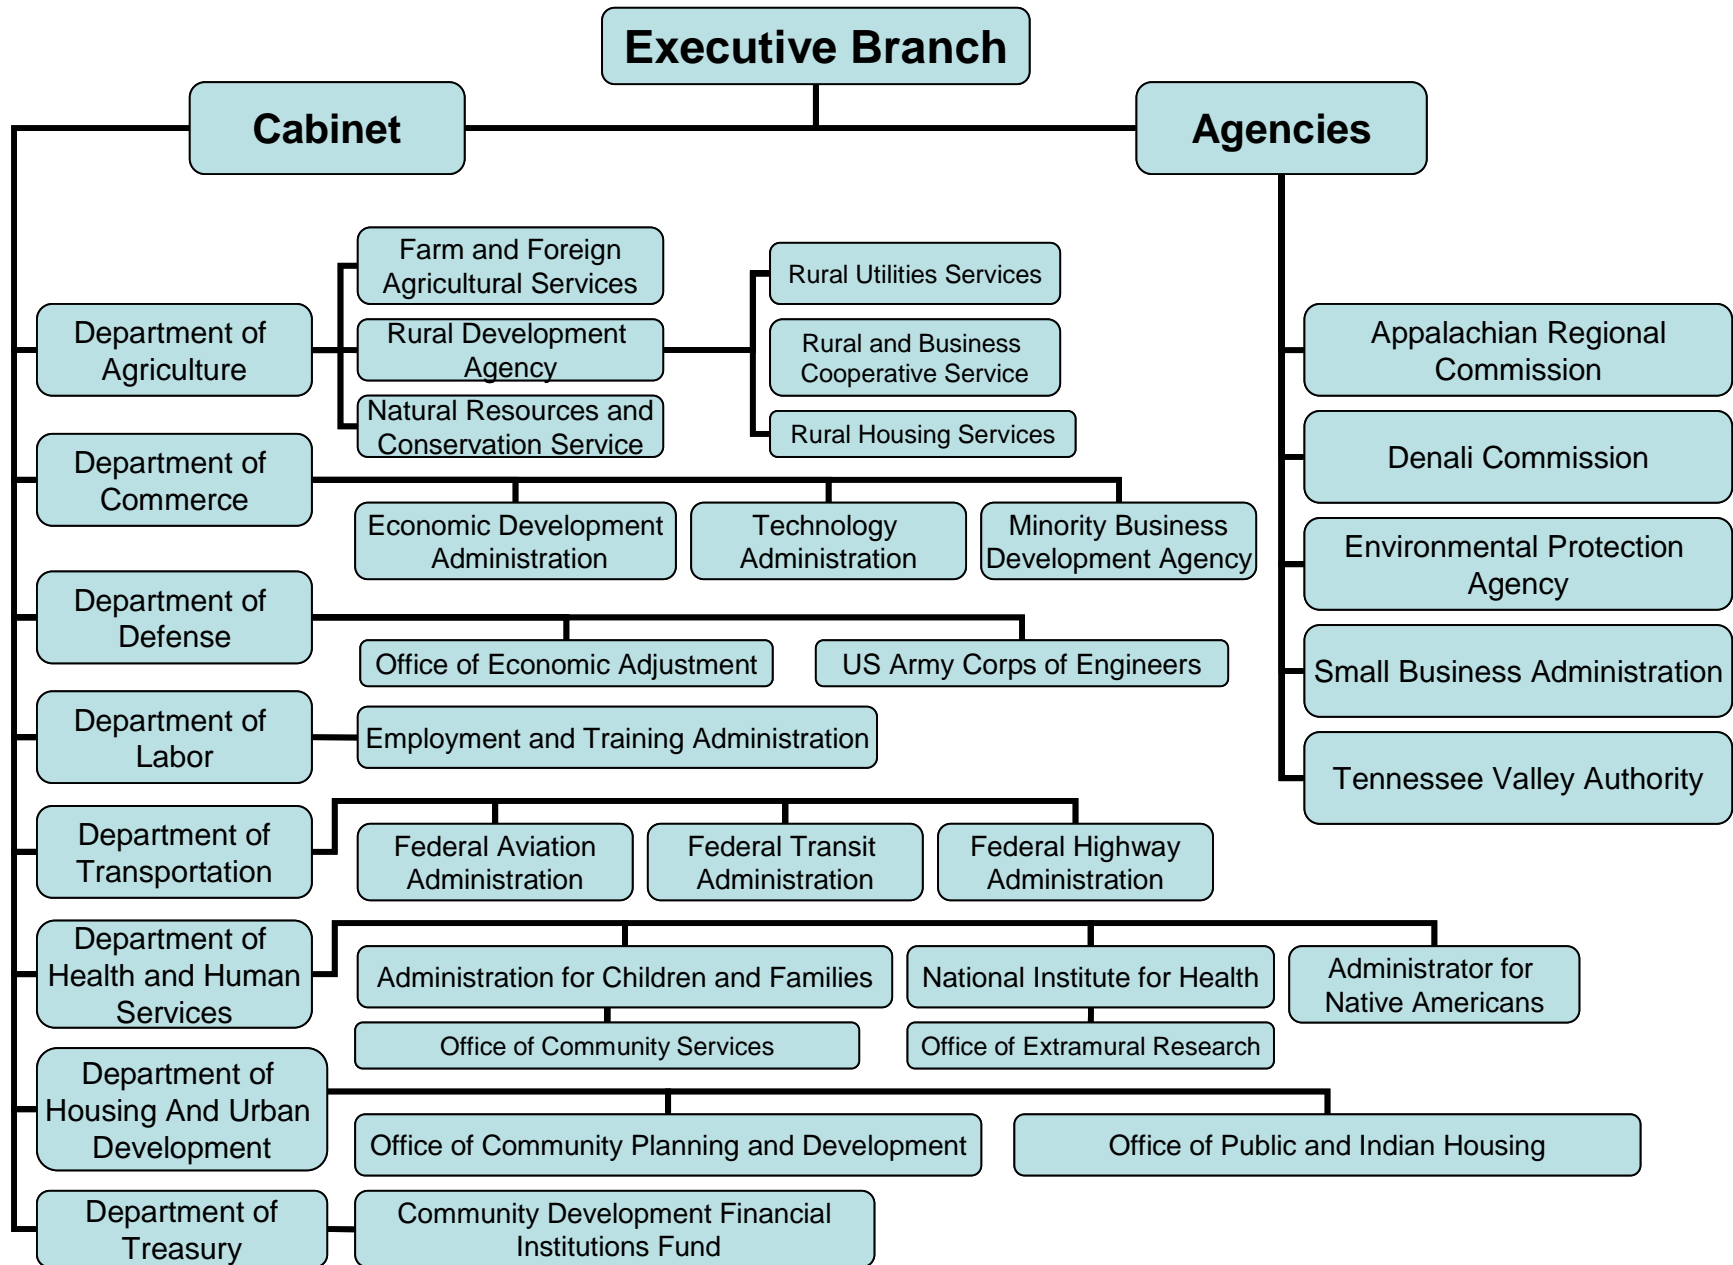 Executive Branch
Cabinet
Agencies
Department of
Agriculture
Farm and Foreign
Agricultural Services
Rural Development
Agency
Natural Resources and
Conservation Service
Rural Utilities Services
Rural and Business
Cooperative Service
Rural Housing Services
Department of
Commerce
Economic Development
Administration
Technology
Administration
Minority Business
Development Agency
Department of
Defense
Office of Economic Adjustment
US Army Corps of Engineers
Department of
Labor
Employment and Training Administration
Department of
Transportation
Federal Aviation
Administration
Federal Transit
Administration
Federal Highway
Administration
Department of
Health and Human
Services
Administration for Children and Families
National Institute for Health
Administrator for
Native Americans
Office of Community Services
Office of Extramural Research
Department of
Housing And Urban
Development
Office of Community Planning and Development
Office of Public and Indian Housing
Department of
Treasury
Community Development Financial
Institutions Fund
Appalachian Regional
Commission
Denali Commission
Environmental Protection
Agency
Small Business Administration
Tennessee Valley Authority